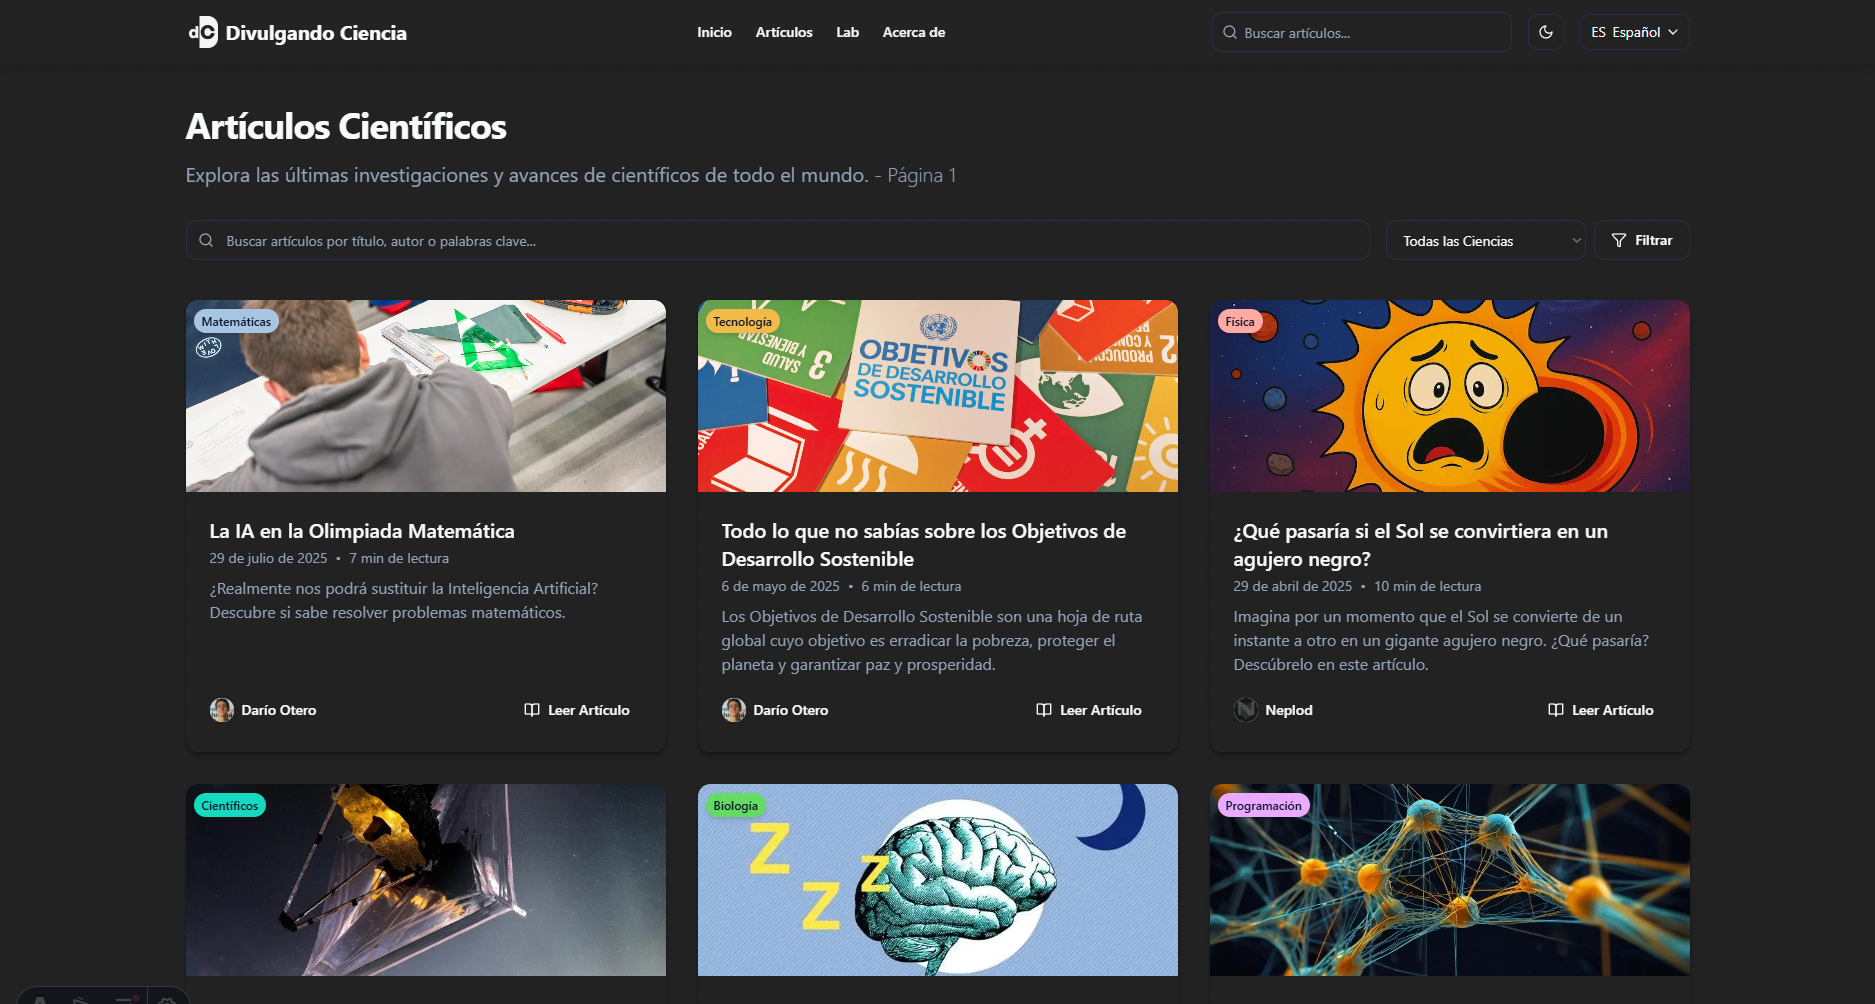 dC Divulgando Ciencia
Inicio
Artículos
Lab
Acerca de
Buscar artículos...
ES Español
Artículos Científicos
Explora las últimas investigaciones y avances de científicos de todo el mundo. - Página 1
Buscar artículos por título, autor o palabras clave...
Todas las Ciencias
Filtrar
Matemáticas
Tecnología
SALUD
Y BIENESTAR
3
OBJETIVOS
DE DESARROLLO
SOSTENIBLE
2
Física
La IA en la Olimpiada Matemática
29 de julio de 2025 • 7 min de lectura
¿Realmente nos podrá sustituir la Inteligencia Artificial?
Descubre si sabe resolver problemas matemáticos.
Darío Otero
Leer Artículo
Todo lo que no sabías sobre los Objetivos de
Desarrollo Sostenible
6 de mayo de 2025 • 6 min de lectura
Los Objetivos de Desarrollo Sostenible son una hoja de ruta
global cuyo objetivo es erradicar la pobreza, proteger el
planeta y garantizar paz y prosperidad.
Darío Otero
Leer Artículo
¿Qué pasaría si el Sol se convirtiera en un
agujero negro?
29 de abril de 2025 • 10 min de lectura
Imagina por un momento que el Sol se convierte de un
instante a otro en un gigante agujero negro. ¿Qué pasaría?
Descúbrelo en este artículo.
Neplod
Leer Artículo
Científicos
Biología
Z
Z
Z
Programación